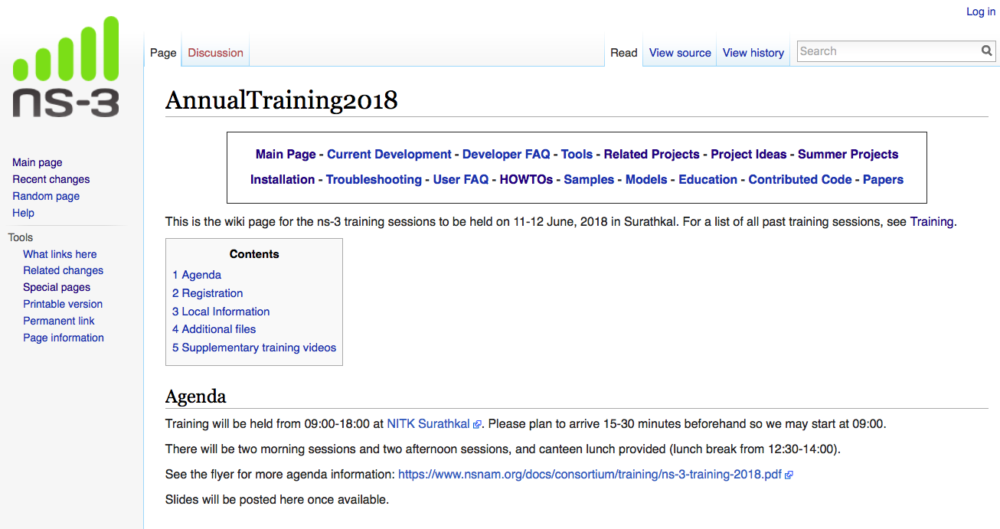 Log in
ns-3
Page Discussion Read View source View history Search
AnnualTraining2018
Main Page - Current Development - Developer FAQ - Tools - Related Projects - Project Ideas - Summer Projects
Installation - Troubleshooting - User FAQ - HOWTOs - Samples - Models - Education - Contributed Code - Papers
Main page
Recent changes
Random page
Help
Tools
What links here
Related changes
Special pages
Printable version
Permanent link
Page information
This is the wiki page for the ns-3 training sessions to be held on 11-12 June, 2018 in Surathkal. For a list of all past training sessions, see Training.
Contents
1 Agenda
2 Registration
3 Local Information
4 Additional files
5 Supplementary training videos
Agenda
Training will be held from 09:00-18:00 at NITK Surathkal. Please plan to arrive 15-30 minutes beforehand so we may start at 09:00.
There will be two morning sessions and two afternoon sessions, and canteen lunch provided (lunch break from 12:30-14:00).
See the flyer for more agenda information: https://www.nsnam.org/docs/consortium/training/ns-3-training-2018.pdf
Slides will be posted here once available.